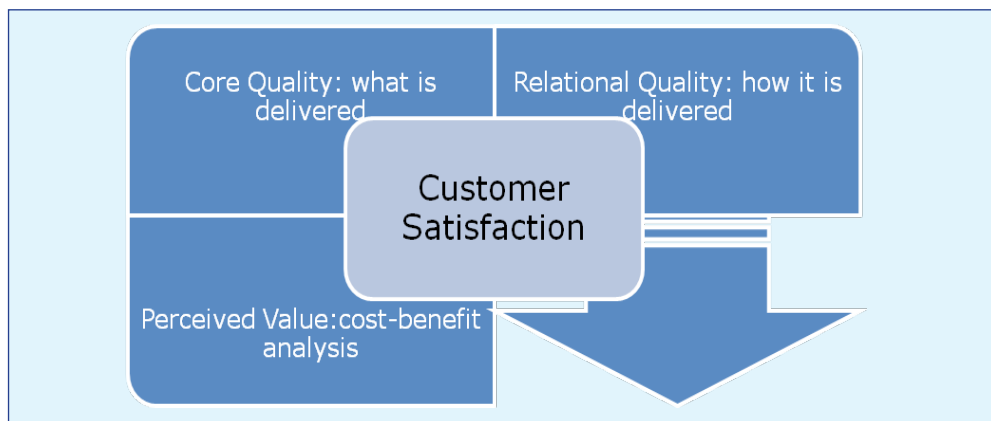 Core Quality: what is
delivered
Relational Quality: how it is
delivered
Customer
Satisfaction
Perceived Value:cost-benefit
analysis